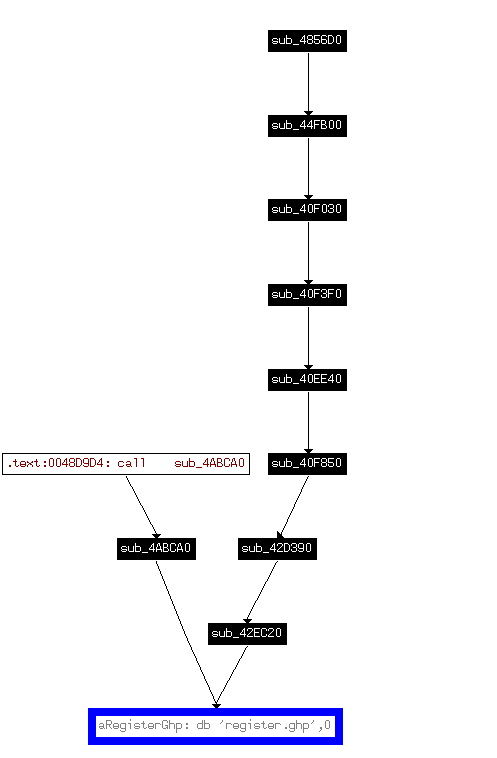 sub_4856D0
sub_44FB00
sub_40F030
sub_40F3F0
sub_40EE40
.text:0048D9D4: call    sub_4ABCA0
sub_40F850
sub_4ABCA0
sub_42D390
sub_42EC20
aRegisterGhp: db 'register.ghp',0